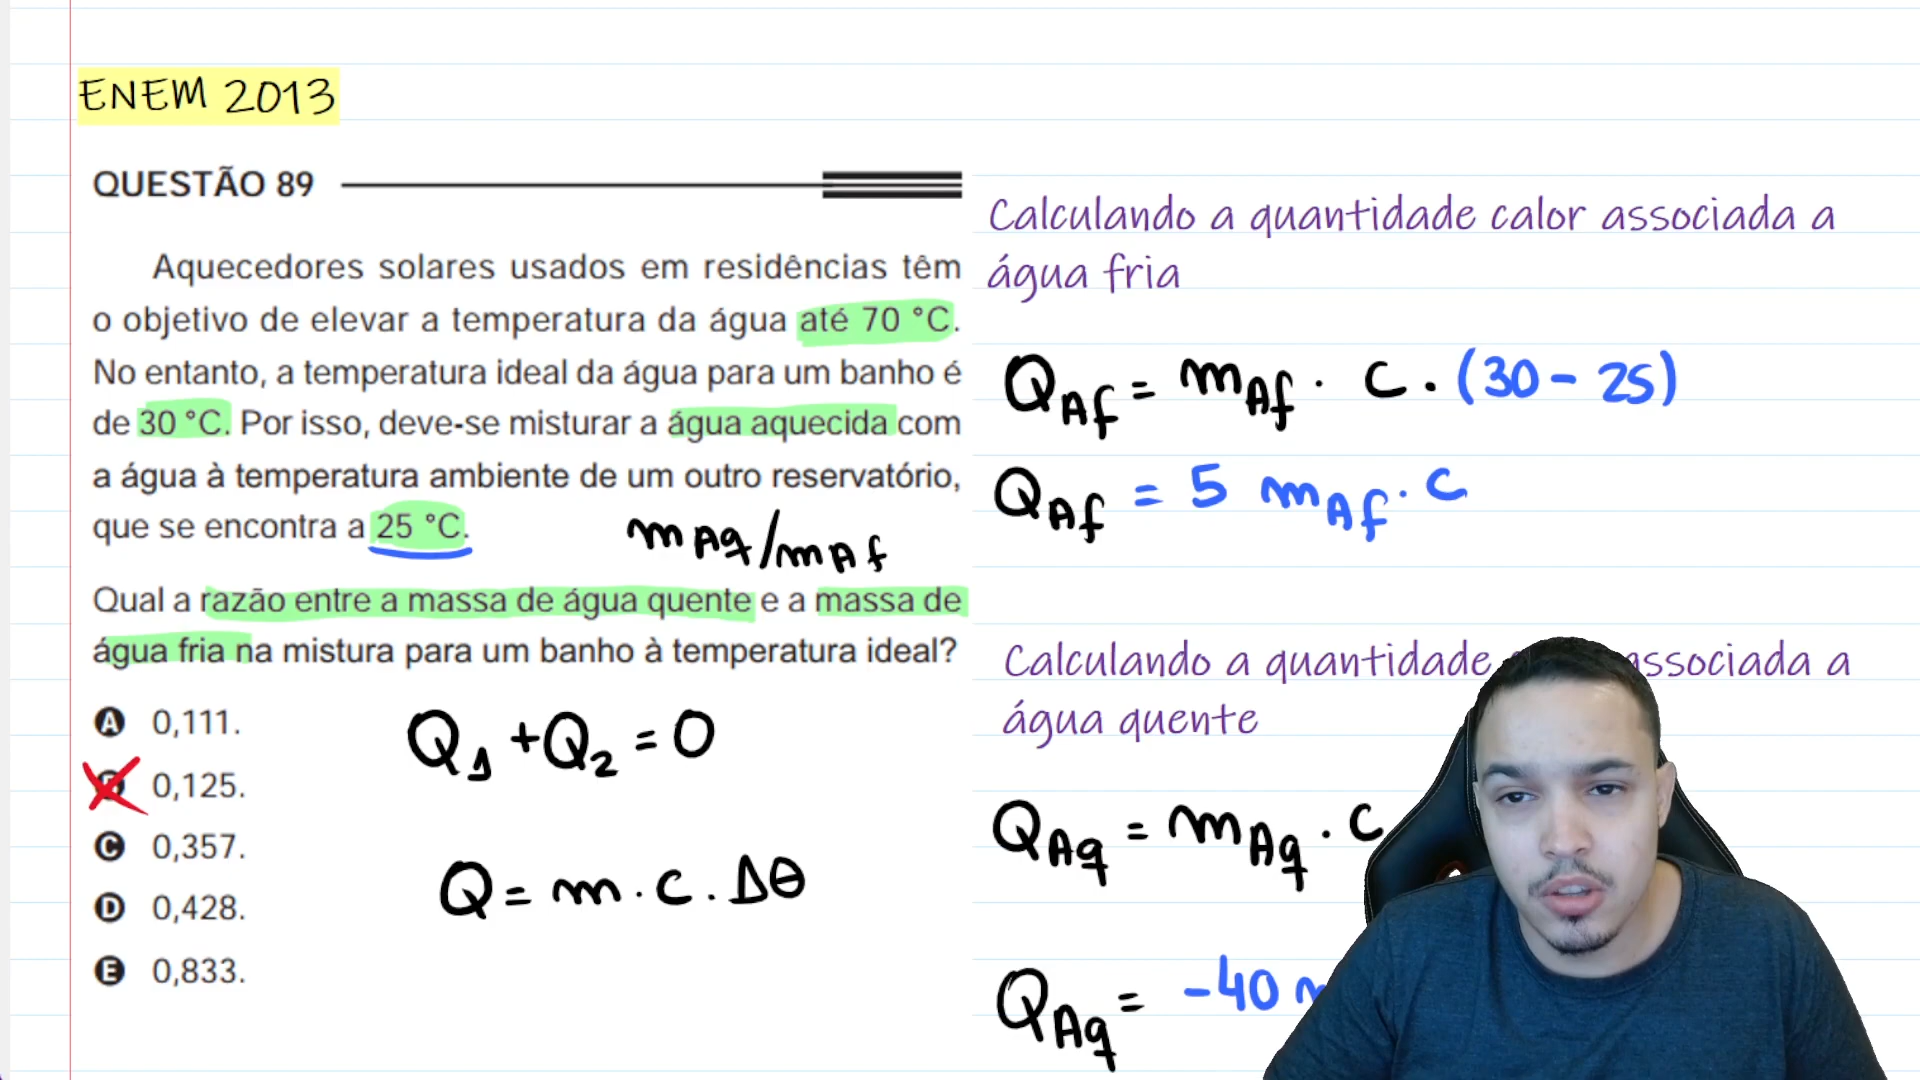 ENEM 2013
QUESTÃO 89
Aquecedores solares usados em residências têm
o objetivo de elevar a temperatura da água até 70 °C.
No entanto, a temperatura ideal da água para um banho é
de 30 °C. Por isso, deve-se misturar a água aquecida com
a água à temperatura ambiente de um outro reservatório,
que se encontra a 25 °C.
mAq/mAf
Qual a razão entre a massa de água quente e a massa de
água fria na mistura para um banho à temperatura ideal?
A 0,111.
0,125.
C 0,357.
D 0,428.
E 0,833.
Q1 + Q2 = 0
Q = m . c . Δθ
Calculando a quantidade calor associada a
água fria
QAf = mAf . c . (30 - 25)
QAf = 5 mAf . c
Calculando a quantidade associada a
água quente
QAq = mAq . c
QAq = -40